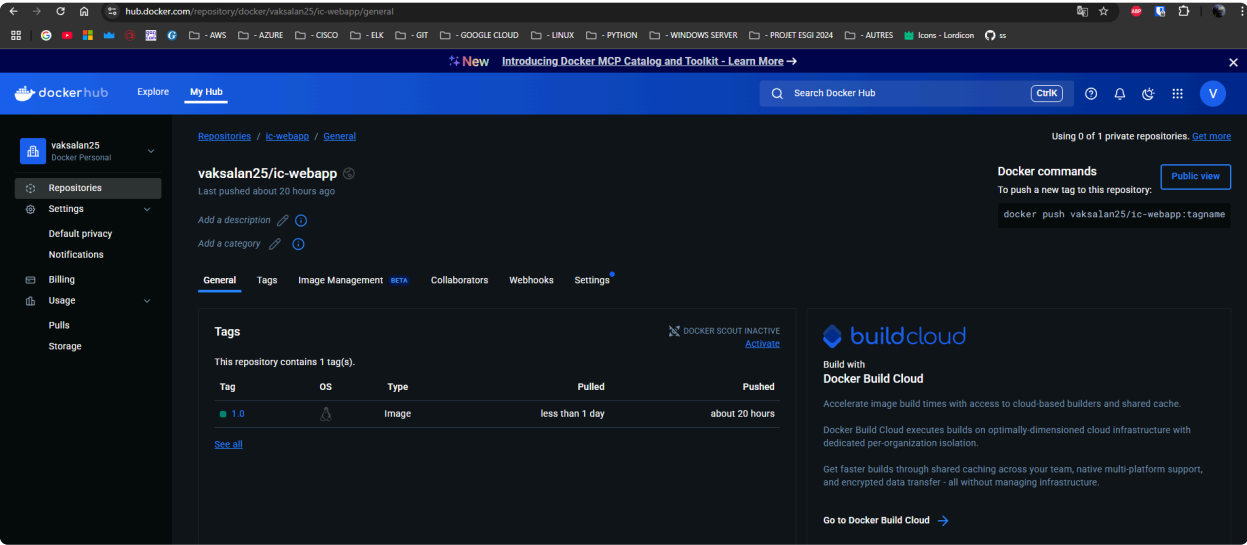 hub.docker.com/repository/docker/vaksalan25/ic-webapp/general
- AWS - AZURE - CISCO - ELK - GIT - GOOGLE CLOUD - LINUX - PYTHON - WINDOWS SERVER - PROJET ESGI 2024 - AUTRES Icons - Lordicon ss
New Introducing Docker MCP Catalog and Toolkit - Learn More →
dockerhub Explore My Hub Search Docker Hub CtrlK V
vaksalan25
Docker Personal
Repositories
Settings
Default privacy
Notifications
Billing
Usage
Pulls
Storage
Repositories / ic-webapp / General
Using 0 of 1 private repositories. Get more
vaksalan25/ic-webapp
Last pushed about 20 hours ago
Add a description
Add a category
Docker commands
Public view
To push a new tag to this repository:
docker push vaksalan25/ic-webapp:tagname
General Tags Image Management BETA Collaborators Webhooks Settings
Tags
DOCKER SCOUT INACTIVE
Activate
This repository contains 1 tag(s).
Tag OS Type Pulled Pushed
1.0 Image less than 1 day about 20 hours
See all
buildcloud
Build with
Docker Build Cloud
Accelerate image build times with access to cloud-based builders and shared cache.
Docker Build Cloud executes builds on optimally-dimensioned cloud infrastructure with
dedicated per-organization isolation.
Get faster builds through shared caching across your team, native multi-platform support,
and encrypted data transfer - all without managing infrastructure.
Go to Docker Build Cloud →